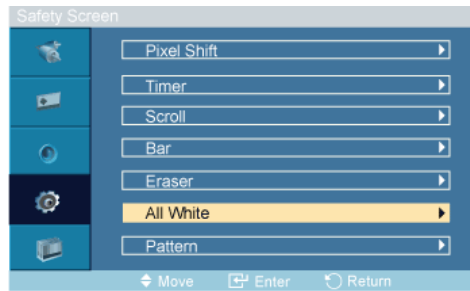 Safety Screen
Pixel Shift
Timer
Scroll
Bar
Eraser
All White
Pattern
Move Enter Return